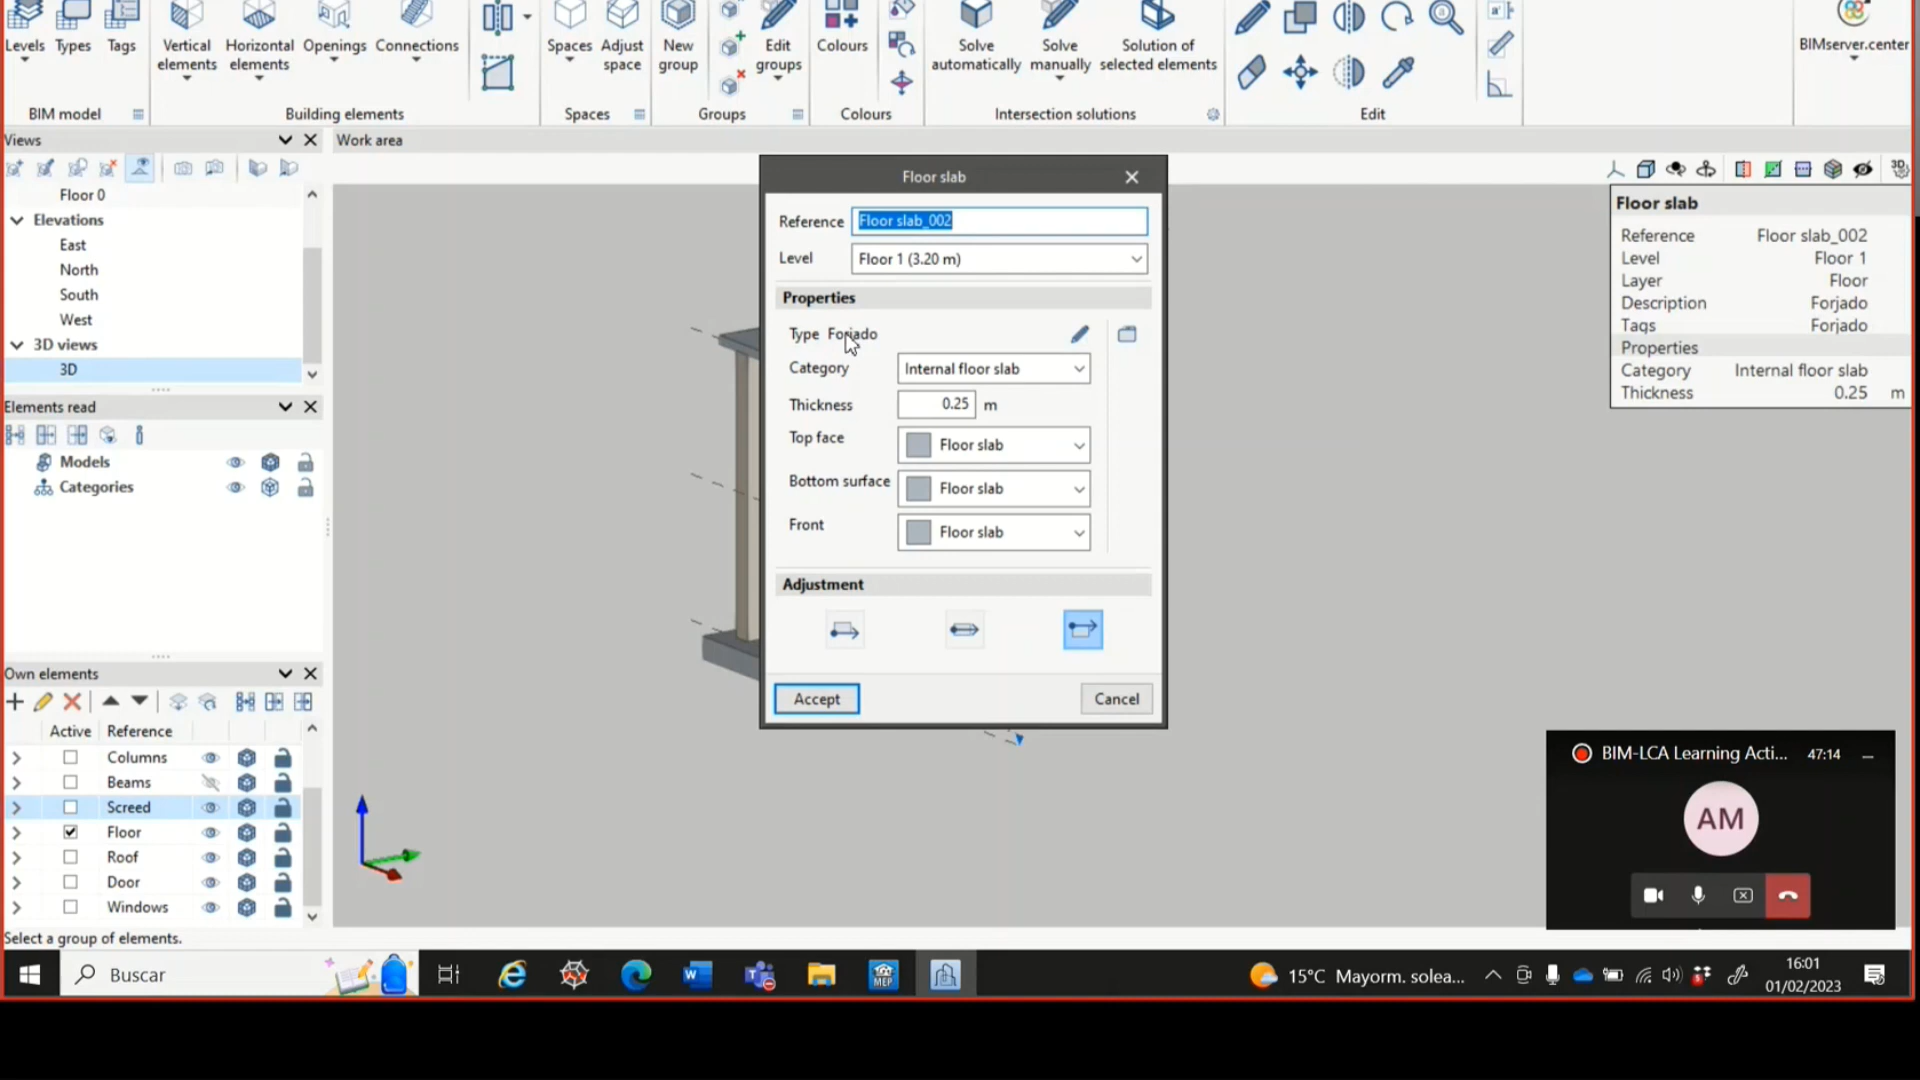 Levels
Types
Tags
Vertical elements
Horizontal elements
Openings
Connections
Spaces
Adjust space
New group
Edit groups
Colours
Solve automatically
Solve manually
Solution of selected elements
BIMserver.center
BIM model
Building elements
Spaces
Groups
Colours
Intersection solutions
Edit
Views
Work area
Floor 0
Elevations
East
North
South
West
3D views
3D
Elements read
Models
Categories
Own elements
Active Reference
Columns
Beams
Screed
Floor
Roof
Door
Windows
Select a group of elements.
Floor slab
Reference Floor slab_002
Level Floor 1 (3.20 m)
Properties
Type Forjado
Category Internal floor slab
Thickness 0.25 m
Top face Floor slab
Bottom surface Floor slab
Front Floor slab
Adjustment
Accept Cancel
3D
Floor slab
Reference Floor slab_002
Level Floor 1
Layer Floor
Description Forjado
Tags Forjado
Properties
Category Internal floor slab
Thickness 0.25 m
BIM-LCA Learning Acti... 47:14
AM
Buscar
MEP
15°C Mayorm. solea...
16:01
01/02/2023